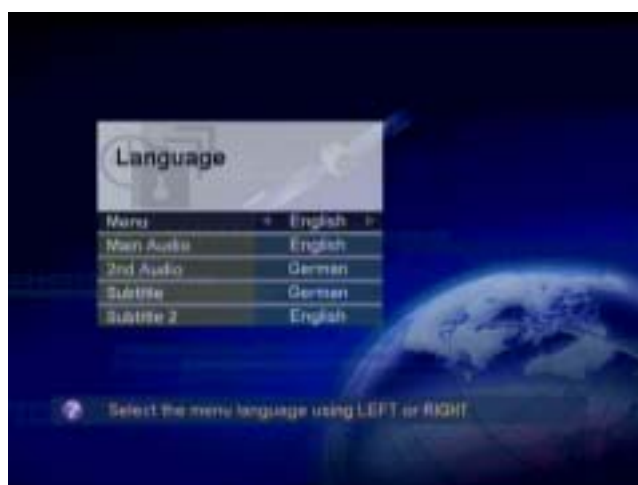 Language
Menu English
Main Audio English
2nd Audio German
Subtitle German
Subtitle 2 English
Select the menu language using LEFT or RIGHT